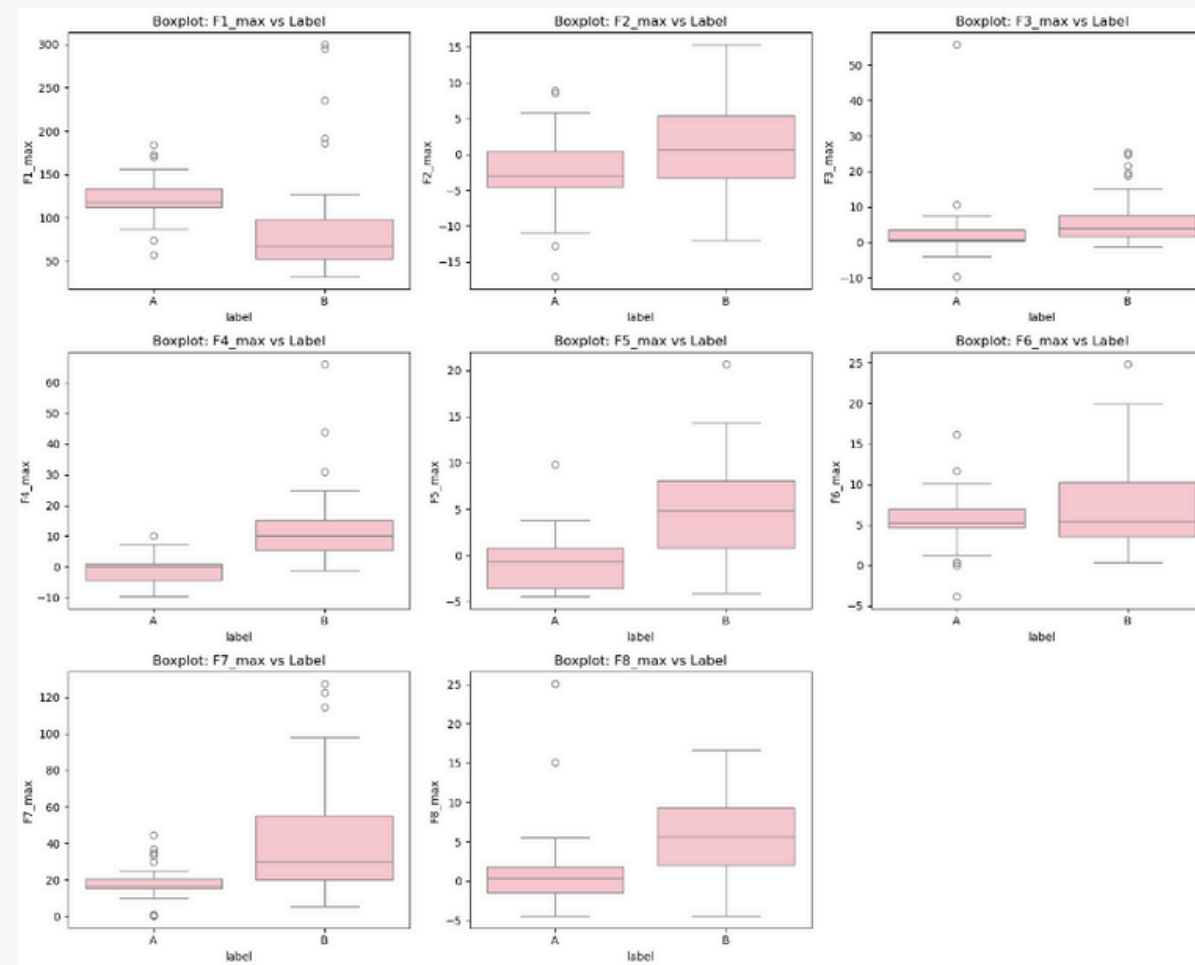 Boxplot: F1_max vs Label
F1_max
300
250
200
150
100
50
A B
label
Boxplot: F2_max vs Label
F2_max
15
10
5
0
−5
−10
−15
A B
label
Boxplot: F3_max vs Label
F3_max
50
40
30
20
10
0
−10
A B
label
Boxplot: F4_max vs Label
F4_max
60
50
40
30
20
10
0
−10
A B
label
Boxplot: F5_max vs Label
F5_max
20
15
10
5
0
−5
A B
label
Boxplot: F6_max vs Label
F6_max
25
20
15
10
5
0
−5
A B
label
Boxplot: F7_max vs Label
F7_max
120
100
80
60
40
20
0
A B
label
Boxplot: F8_max vs Label
F8_max
25
20
15
10
5
0
−5
A B
label